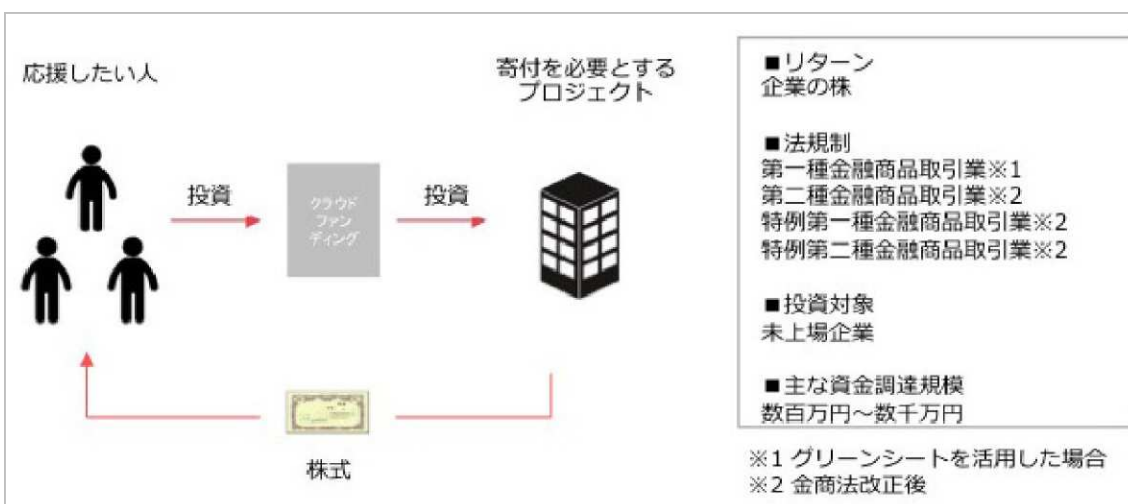 応援したい人
寄付を必要とする
プロジェクト
投資
クラウド
ファン
ディング
投資
株式
■リターン
企業の株
■法規制
第一種金融商品取引業※1
第二種金融商品取引業※2
特例第一種金融商品取引業※2
特例第二種金融商品取引業※2
■投資対象
未上場企業
■主な資金調達規模
数百万円～数千万円
※1 グリーンシートを活用した場合
※2 金商法改正後